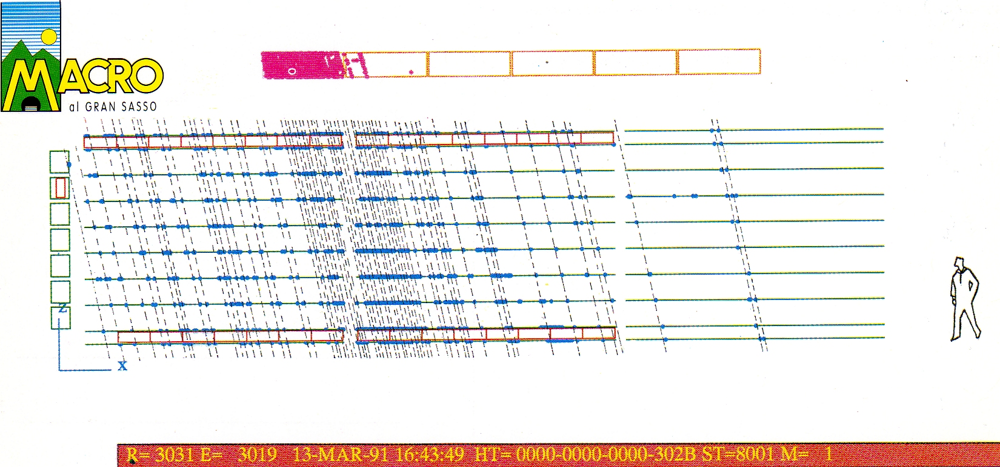 MACRO
al GRAN SASSO
Z
X
R= 3031 E= 3019 13-MAR-91 16:43:49 HT= 0000-0000-0000-302B ST=8001 M= 1